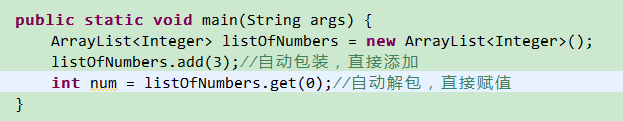 public static void main(String args) {
ArrayList<Integer> listOfNumbers = new ArrayList<Integer>();
listOfNumbers.add(3);//自动包装，直接添加
int num = listOfNumbers.get(0);//自动解包，直接赋值
}